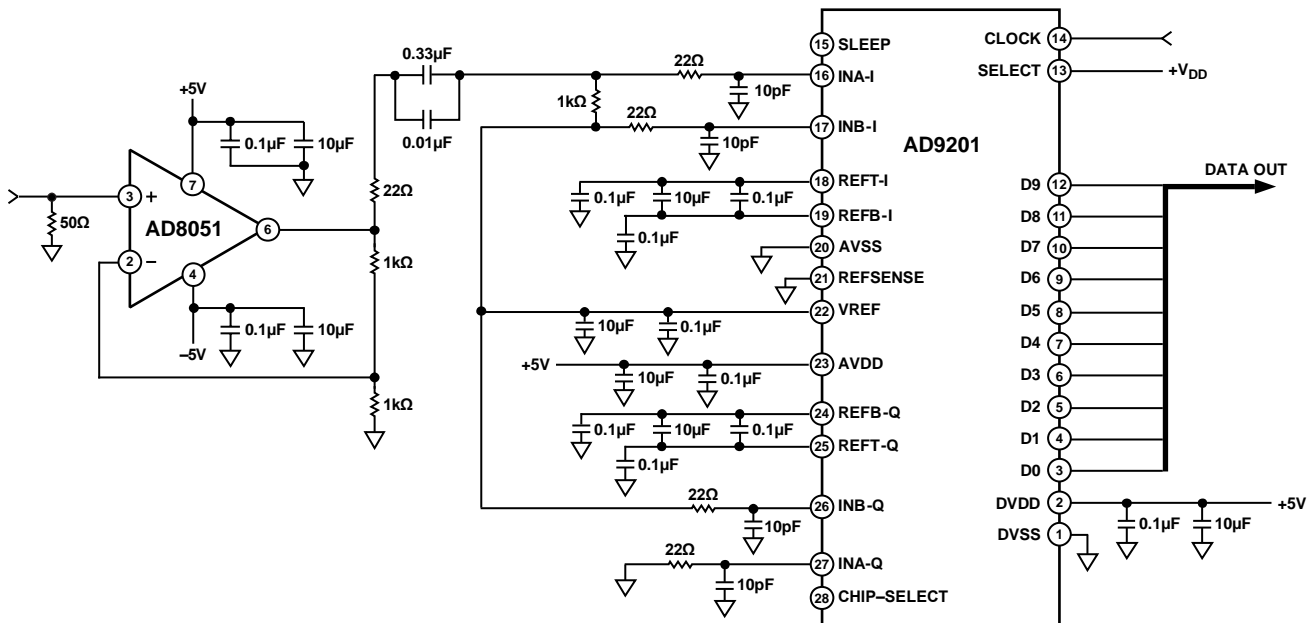 +5V
0.1µF
10µF
3
+
7
AD8051
6
2
–
4
50Ω
0.1µF
10µF
–5V
0.33µF
0.01µF
22Ω
1kΩ
1kΩ
22Ω
10pF
1kΩ
22Ω
10pF
0.1µF
10µF
0.1µF
0.1µF
10µF
0.1µF
+5V
10µF
0.1µF
0.1µF
10µF
0.1µF
0.1µF
22Ω
10pF
22Ω
10pF
AD9201
15 SLEEP
16 INA-I
17 INB-I
18 REFT-I
19 REFB-I
20 AVSS
21 REFSENSE
22 VREF
23 AVDD
24 REFB-Q
25 REFT-Q
26 INB-Q
27 INA-Q
28 CHIP–SELECT
CLOCK 14
SELECT 13
+VDD
DATA OUT
D9 12
D8 11
D7 10
D6 9
D5 8
D4 7
D3 6
D2 5
D1 4
D0 3
DVDD 2
+5V
DVSS 1
0.1µF
10µF